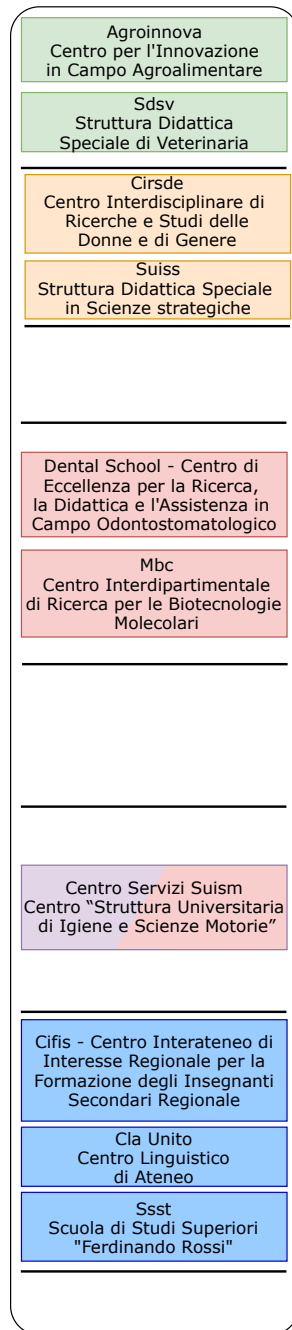 Agroinnova
Centro per l'Innovazione
in Campo Agroalimentare
Sdsv
Struttura Didattica
Speciale di Veterinaria
Cirsde
Centro Interdisciplinare di
Ricerche e Studi delle
Donne e di Genere
Suiss
Struttura Didattica Speciale
in Scienze strategiche
Dental School - Centro di
Eccellenza per la Ricerca,
la Didattica e l'Assistenza in
Campo Odontostomatologico
Mbc
Centro Interdipartimentale
di Ricerca per le Biotecnologie
Molecolari
Centro Servizi Suism
Centro “Struttura Universitaria
di Igiene e Scienze Motorie”
Cifis - Centro Interateneo di
Interesse Regionale per la
Formazione degli Insegnanti
Secondari Regionale
Cla Unito
Centro Linguistico
di Ateneo
Ssst
Scuola di Studi Superiori
"Ferdinando Rossi"